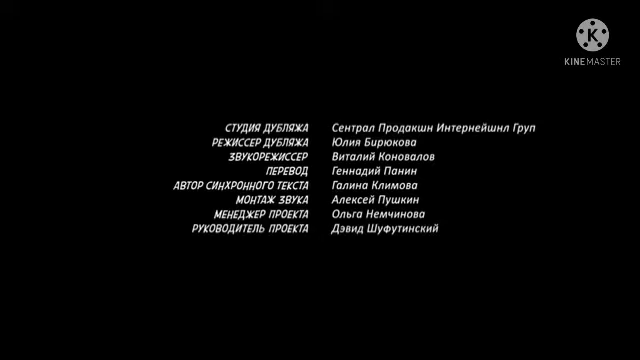 KINEMASTER
СТУДИЯ ДУБЛЯЖА Сентрал Продакшн Интернейшнл Груп
РЕЖИССЕР ДУБЛЯЖА Юлия Бирюкова
ЗВУКОРЕЖИССЕР Виталий Коновалов
ПЕРЕВОД Геннадий Панин
АВТОР СИНХРОННОГО ТЕКСТА Галина Климова
МОНТАЖ ЗВУКА Алексей Пушкин
МЕНЕДЖЕР ПРОЕКТА Ольга Немчинова
РУКОВОДИТЕЛЬ ПРОЕКТА Дэвид Шуфутинский